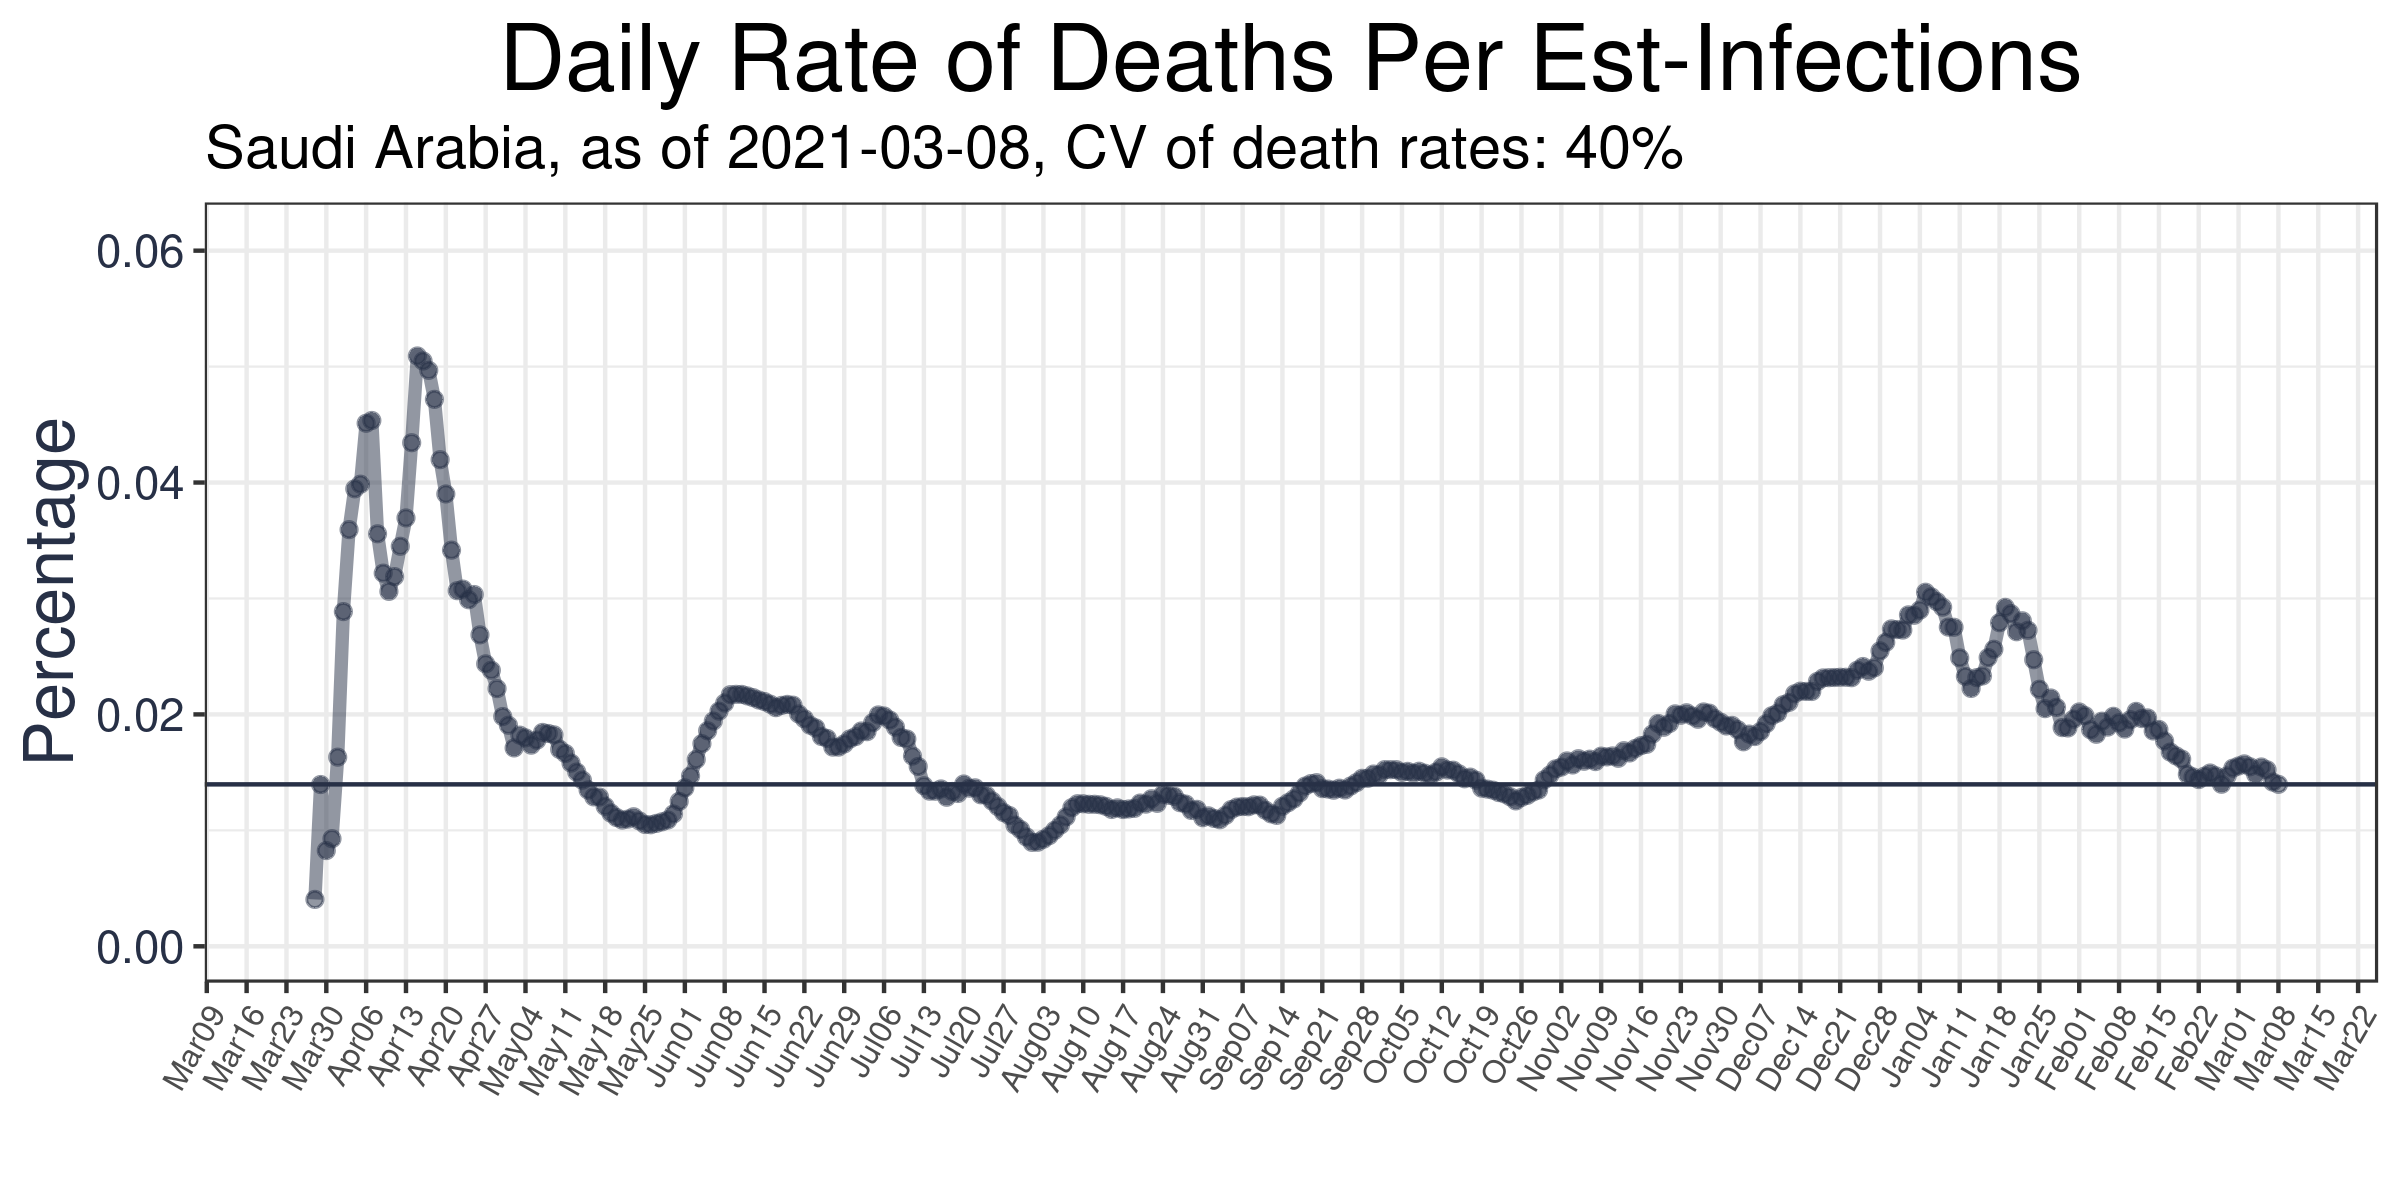 Daily Rate of Deaths Per Est-Infections
Saudi Arabia, as of 2021-03-08, CV of death rates: 40%
Percentage
0.06
0.04
0.02
0.00
Mar09
Mar16
Mar23
Mar30
Apr06
Apr13
Apr20
Apr27
May04
May11
May18
May25
Jun01
Jun08
Jun15
Jun22
Jun29
Jul06
Jul13
Jul20
Jul27
Aug03
Aug10
Aug17
Aug24
Aug31
Sep07
Sep14
Sep21
Sep28
Oct05
Oct12
Oct19
Oct26
Nov02
Nov09
Nov16
Nov23
Nov30
Dec07
Dec14
Dec21
Dec28
Jan04
Jan11
Jan18
Jan25
Feb01
Feb08
Feb15
Feb22
Mar01
Mar08
Mar15
Mar22